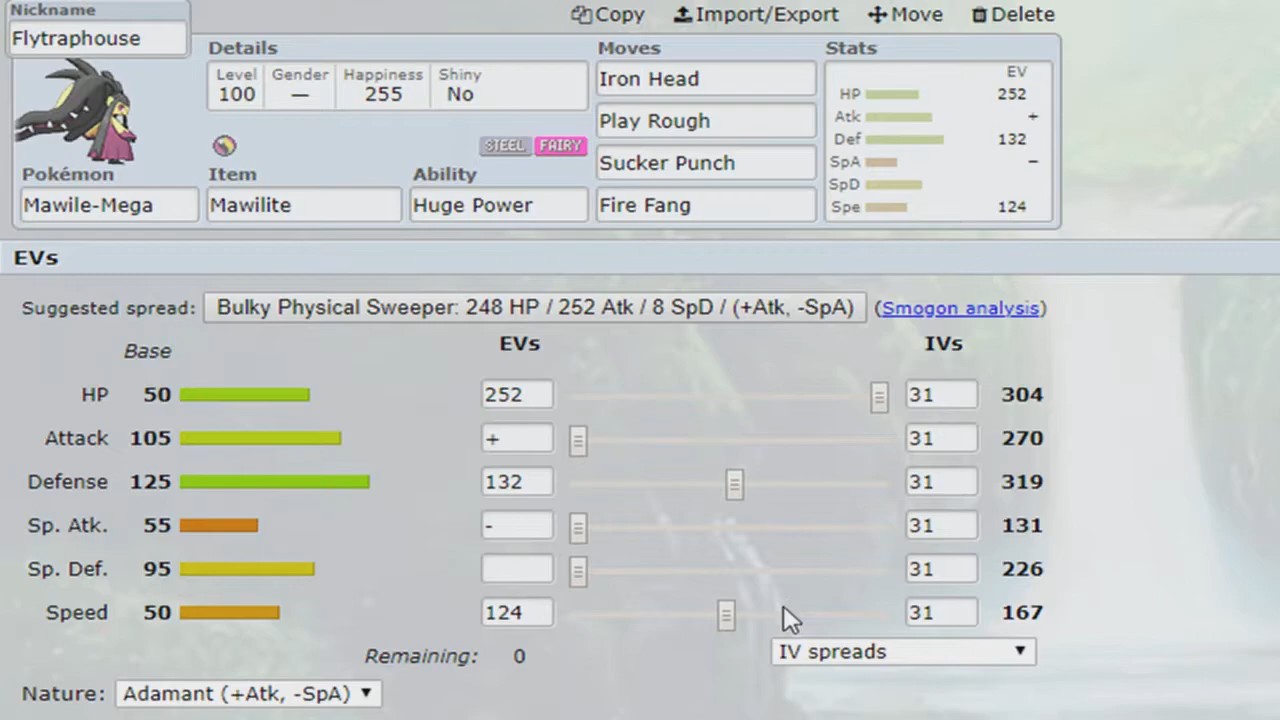 Nickname
Flytraphouse
Copy Import/Export Move Delete
Details
Level Gender Happiness Shiny
100 — 255 No
STEEL FAIRY
Pokémon Item Ability
Mawile-Mega Mawilite Huge Power
Moves
Iron Head
Play Rough
Sucker Punch
Fire Fang
Stats
EV
HP 252
Atk +
Def 132
SpA −
SpD
Spe 124
EVs
Suggested spread: Bulky Physical Sweeper: 248 HP / 252 Atk / 8 SpD / (+Atk, -SpA) (Smogon analysis)
Base EVs IVs
HP 50 252 31 304
Attack 105 + 31 270
Defense 125 132 31 319
Sp. Atk. 55 - 31 131
Sp. Def. 95 31 226
Speed 50 124 31 167
Remaining: 0 IV spreads
Nature: Adamant (+Atk, -SpA)